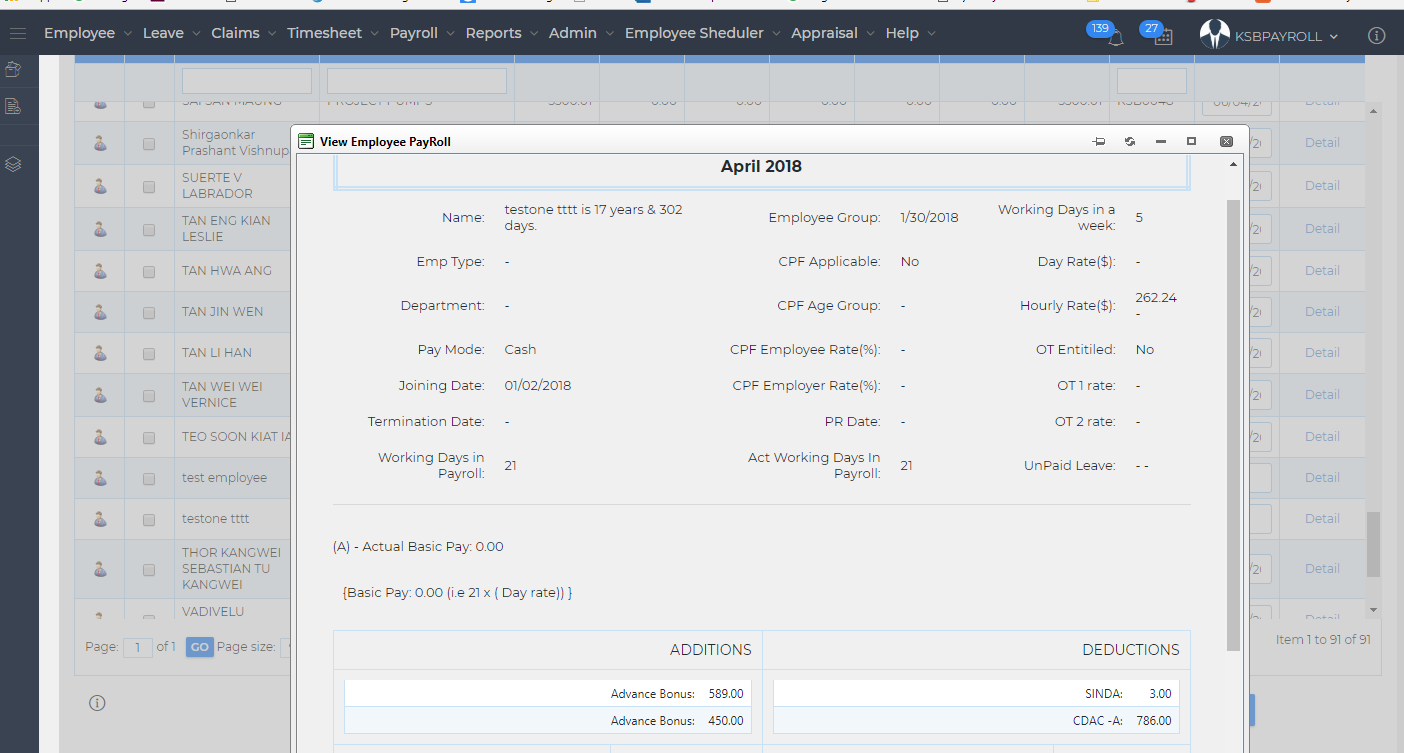 Employee Leave Claims Timesheet Payroll Reports Admin Employee Sheduler Appraisal Help 139 27 KSBPAYROLL
Shirgaonkar
Prashant Vishnup
Detail
SUERTE V
LABRADOR
Detail
TAN ENG KIAN
LESLIE
Detail
TAN HWA ANG
Detail
TAN JIN WEN
Detail
TAN LI HAN
Detail
TAN WEI WEI
VERNICE
Detail
TEO SOON KIAT IA
Detail
test employee
Detail
testone tttt
Detail
THOR KANGWEI
SEBASTIAN TU
KANGWEI
Detail
VADIVELU
Page: 1 of 1 GO Page size:
Item 1 to 91 of 91
View Employee PayRoll
April 2018
Name: testone tttt is 17 years & 302
days.
Employee Group: 1/30/2018
Working Days in a
week: 5
Emp Type: - CPF Applicable: No Day Rate($): -
Department: - CPF Age Group: - Hourly Rate($): 262.24
-
Pay Mode: Cash CPF Employee Rate(%): - OT Entitiled: No
Joining Date: 01/02/2018 CPF Employer Rate(%): - OT 1 rate: -
Termination Date: - PR Date: - OT 2 rate: -
Working Days in
Payroll: 21
Act Working Days In
Payroll: 21
UnPaid Leave: - -
(A) - Actual Basic Pay: 0.00
{Basic Pay: 0.00 (i.e 21 x ( Day rate)) }
ADDITIONS DEDUCTIONS
Advance Bonus: 589.00 SINDA: 3.00
Advance Bonus: 450.00 CDAC -A: 786.00